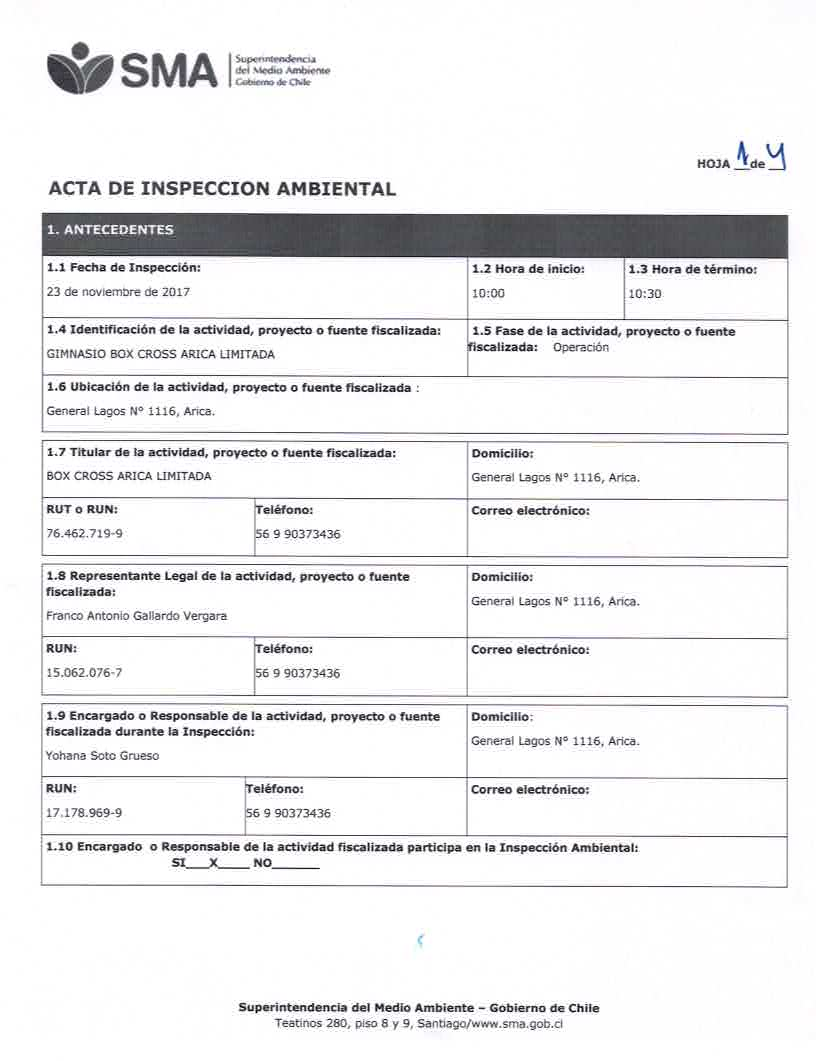 SMA
Superintendencia
del Medio Ambiente
Gobierno de Chile
HOJA 1 de 4
ACTA DE INSPECCION AMBIENTAL
1. ANTECEDENTES
1.1 Fecha de Inspección:
23 de noviembre de 2017
1.2 Hora de inicio:
10:00
1.3 Hora de término:
10:30
1.4 Identificación de la actividad, proyecto o fuente fiscalizada:
GIMNASIO BOX CROSS ARICA LIMITADA
1.5 Fase de la actividad, proyecto o fuente
fiscalizada: Operación
1.6 Ubicación de la actividad, proyecto o fuente fiscalizada :
General Lagos Nº 1116, Arica.
1.7 Titular de la actividad, proyecto o fuente fiscalizada:
BOX CROSS ARICA LIMITADA
Domicilio:
General Lagos Nº 1116, Arica.
RUT o RUN:
76.462.719-9
Teléfono:
56 9 90373436
Correo electrónico:
1.8 Representante Legal de la actividad, proyecto o fuente
fiscalizada:
Franco Antonio Gallardo Vergara
Domicilio:
General Lagos Nº 1116, Arica.
RUN:
15.062.076-7
Teléfono:
56 9 90373436
Correo electrónico:
1.9 Encargado o Responsable de la actividad, proyecto o fuente
fiscalizada durante la Inspección:
Yohana Soto Grueso
Domicilio:
General Lagos Nº 1116, Arica.
RUN:
17.178.969-9
Teléfono:
56 9 90373436
Correo electrónico:
1.10 Encargado o Responsable de la actividad fiscalizada participa en la Inspección Ambiental:
SI___X____ NO______
Superintendencia del Medio Ambiente – Gobierno de Chile
Teatinos 280, piso 8 y 9, Santiago/www.sma.gob.cl